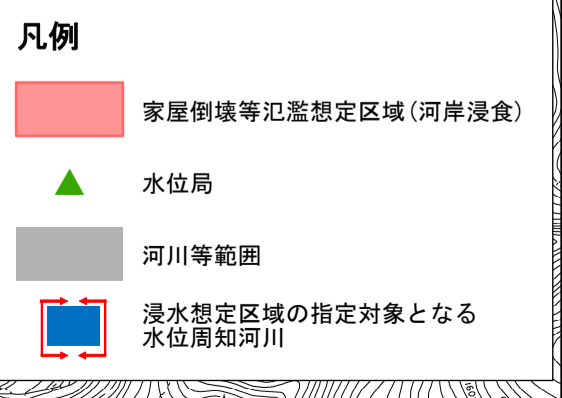 凡例
家屋倒壊等氾濫想定区域(河岸浸食)
水位局
河川等範囲
浸水想定区域の指定対象となる
水位周知河川
160